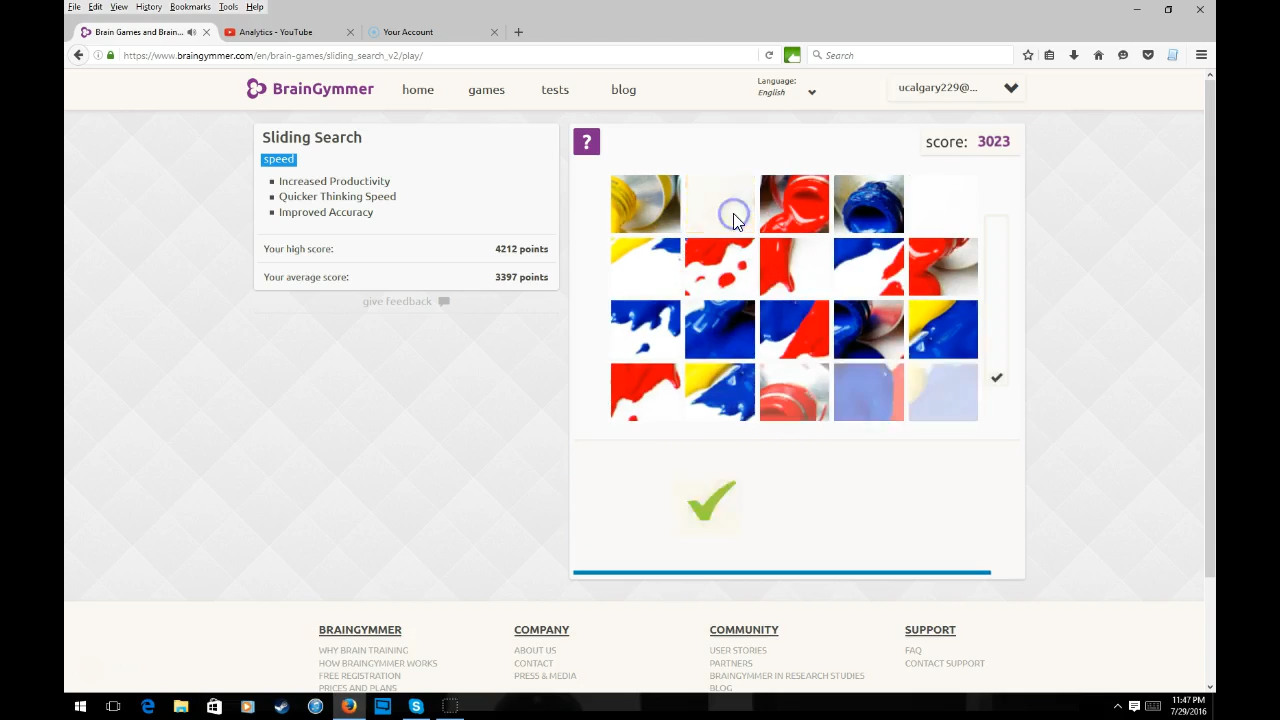 File Edit View History Bookmarks Tools Help
Brain Games and Brain...
Analytics - YouTube
Your Account
https://www.braingymmer.com/en/brain-games/sliding_search_v2/play/
Search
BrainGymmer
home
games
tests
blog
Language:
English
ucalgary229@...
Sliding Search
speed
Increased Productivity
Quicker Thinking Speed
Improved Accuracy
Your high score: 4212 points
Your average score: 3397 points
give feedback
?
score: 3023
BRAINGYMMER
WHY BRAIN TRAINING
HOW BRAINGYMMER WORKS
FREE REGISTRATION
PRICES AND PLANS
COMPANY
ABOUT US
CONTACT
PRESS & MEDIA
COMMUNITY
USER STORIES
PARTNERS
BRAINGYMMER IN RESEARCH STUDIES
BLOG
SUPPORT
FAQ
CONTACT SUPPORT
11:47 PM
7/29/2016